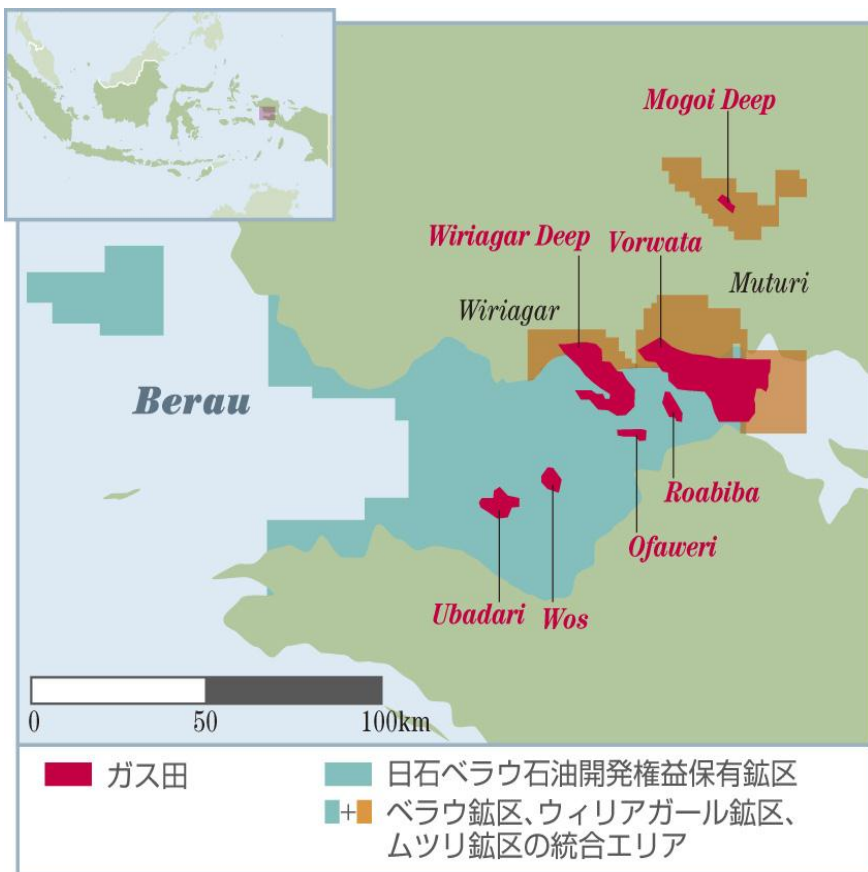 Mogoi Deep
Wiriagar Deep
Vorwata
Wiriagar
Muturi
Berau
Roabiba
Ofaweri
Ubadari
Wos
0
50
100km
ガス田
日石ベラウ石油開発権益保有鉱区
+
ベラウ鉱区、ウィリアガール鉱区、
ムツリ鉱区の統合エリア